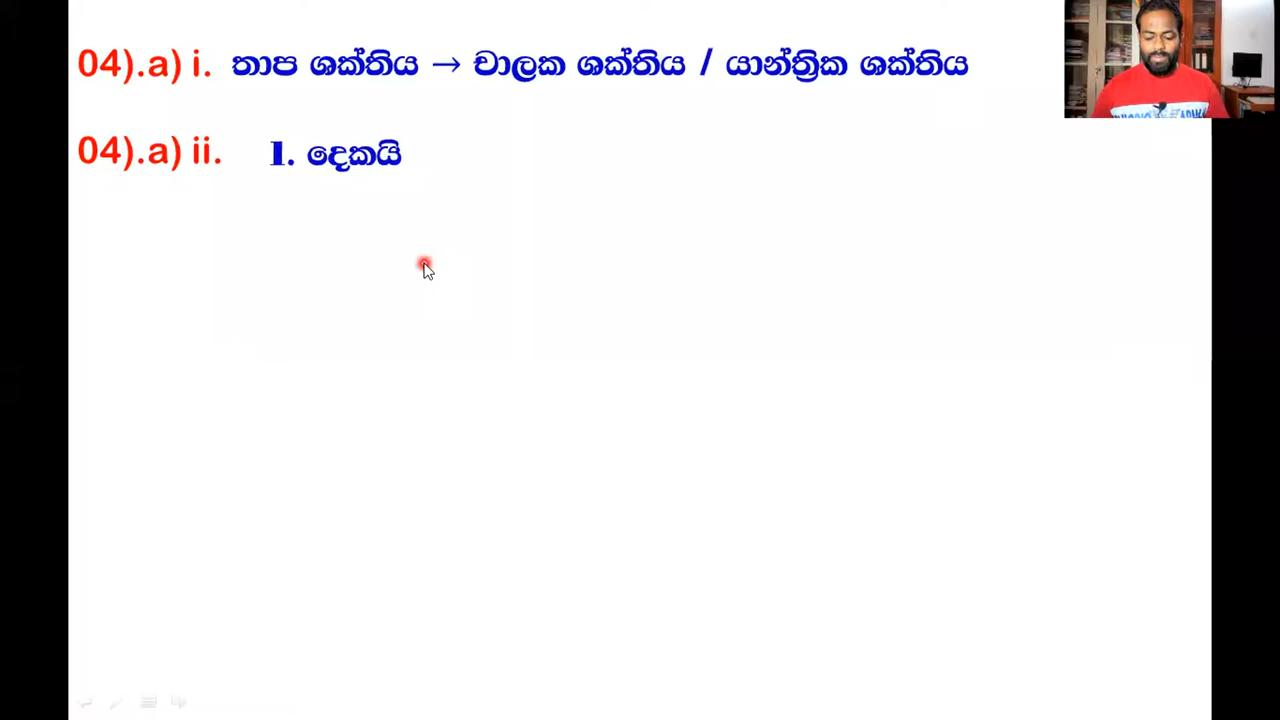 04).a) i. තාප ශක්තිය → චාලක ශක්තිය / යාන්ත්‍රික ශක්තිය
04).a) ii. I. දෙකයි